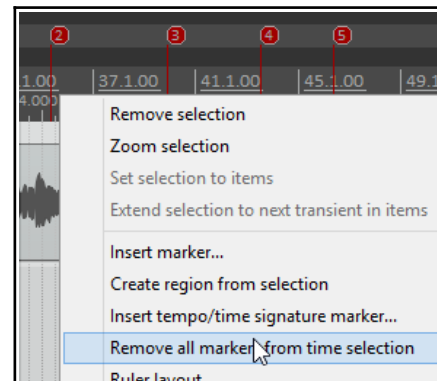 2 3 4 5
1.00 37.1.00 41.1.00 45.1.00 49.1
4.000
Remove selection
Zoom selection
Set selection to items
Extend selection to next transient in items
Insert marker...
Create region from selection
Insert tempo/time signature marker...
Remove all markers from time selection
Ruler layout